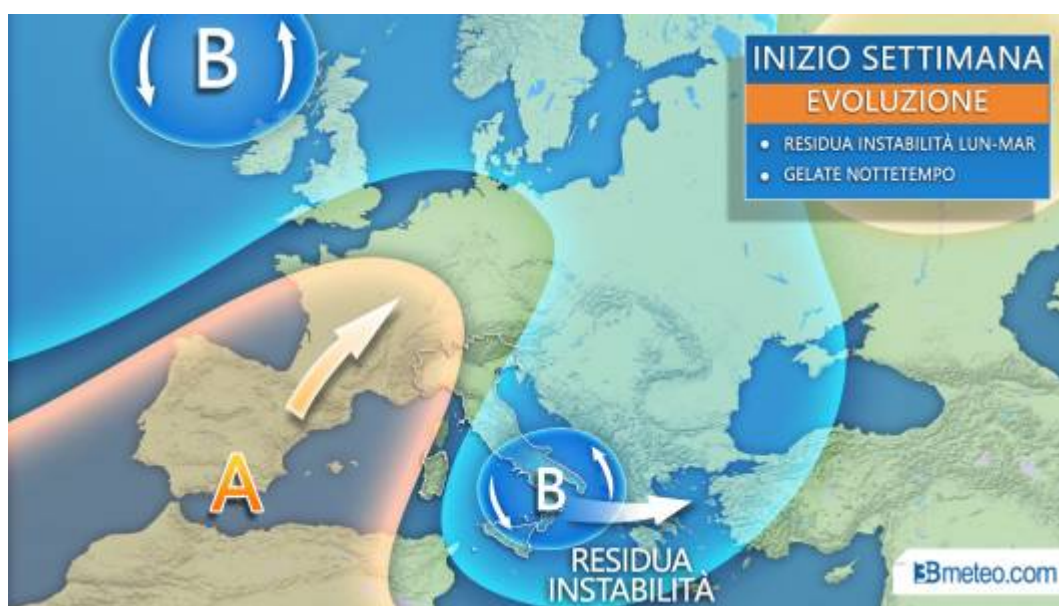 B
INIZIO SETTIMANA
EVOLUZIONE
• RESIDUA INSTABILITÀ LUN-MAR
• GELATE NOTTETEMPO
A
B
RESIDUA
INSTABILITÀ
3Bmeteo.com